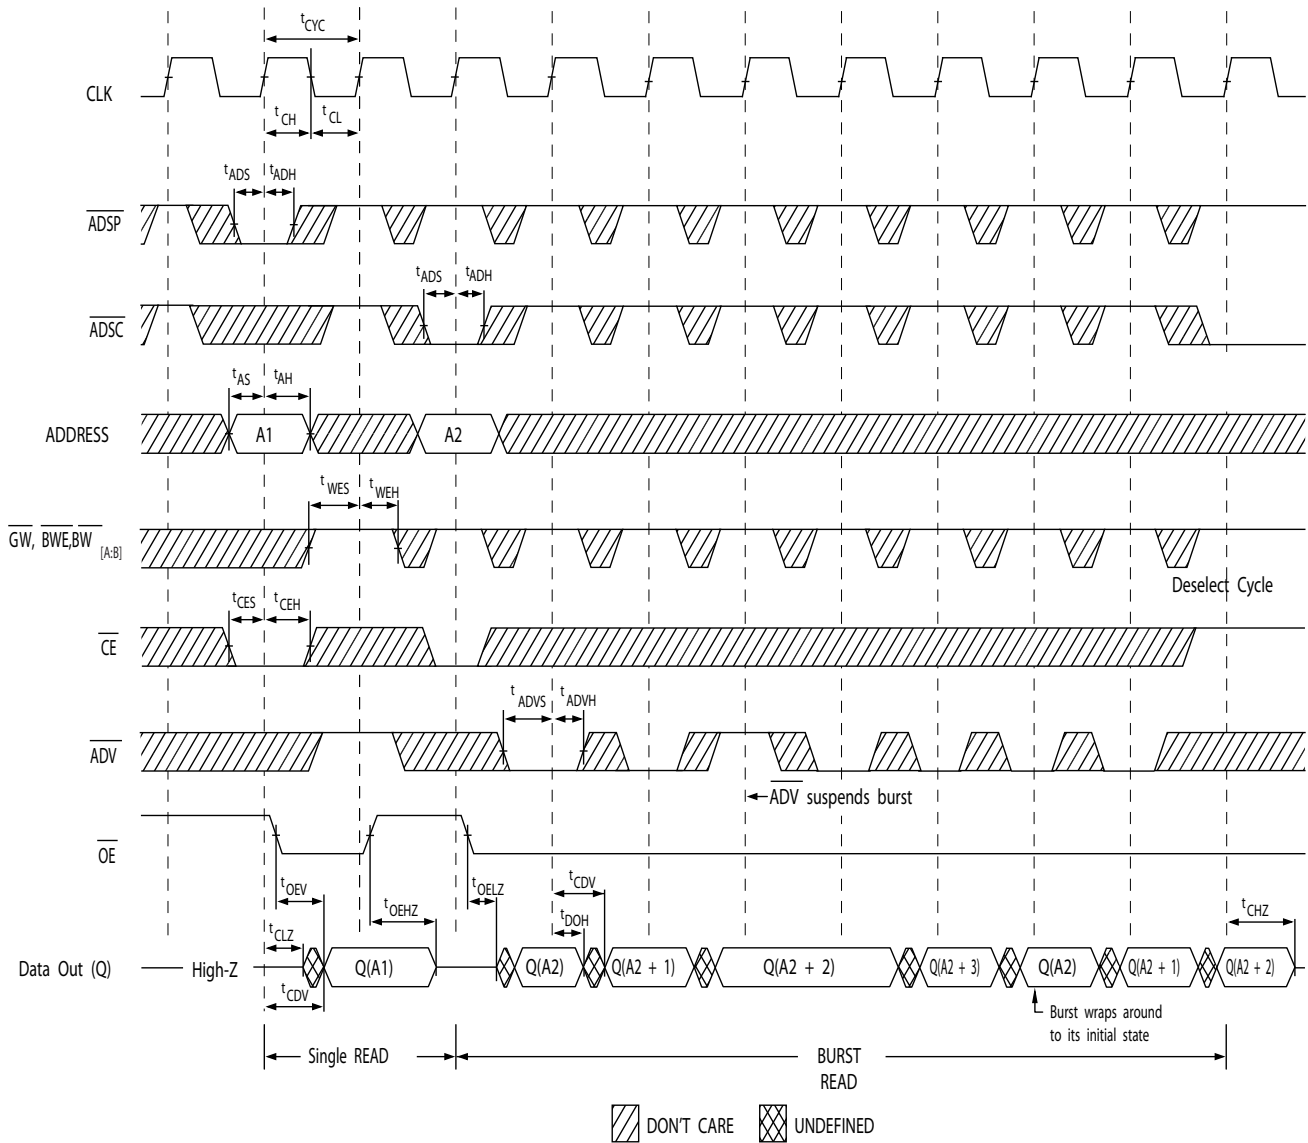 tCYC
CLK
tCH tCL
tADS tADH
ADSP
tADS tADH
ADSC
tAS tAH
ADDRESS A1 A2
tWES tWEH
GW, BWE,BW [A:B]
Deselect Cycle
tCES tCEH
CE
tADVS tADVH
ADV
ADV suspends burst
OE
tOEV tOEHZ tOELZ tCDV
tCLZ tDOH tCHZ
Data Out (Q) High-Z Q(A1) Q(A2) Q(A2 + 1) Q(A2 + 2) Q(A2 + 3) Q(A2) Q(A2 + 1) Q(A2 + 2)
tCDV
Burst wraps around
to its initial state
Single READ BURST
READ
DON'T CARE UNDEFINED